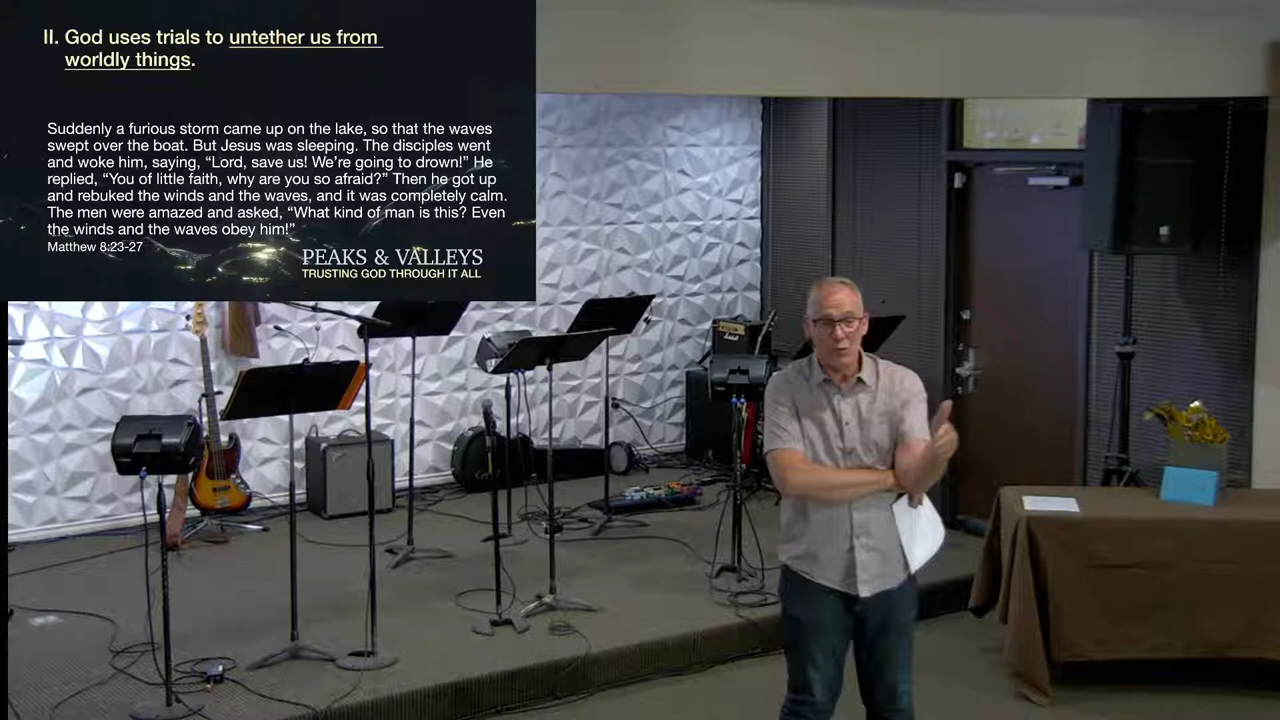 II. God uses trials to untether us from
worldly things.
Suddenly a furious storm came up on the lake, so that the waves
swept over the boat. But Jesus was sleeping. The disciples went
and woke him, saying, “Lord, save us! We’re going to drown!” He
replied, “You of little faith, why are you so afraid?” Then he got up
and rebuked the winds and the waves, and it was completely calm.
The men were amazed and asked, “What kind of man is this? Even
the winds and the waves obey him!”
Matthew 8:23-27
PEAKS & VALLEYS
TRUSTING GOD THROUGH IT ALL
Marshall